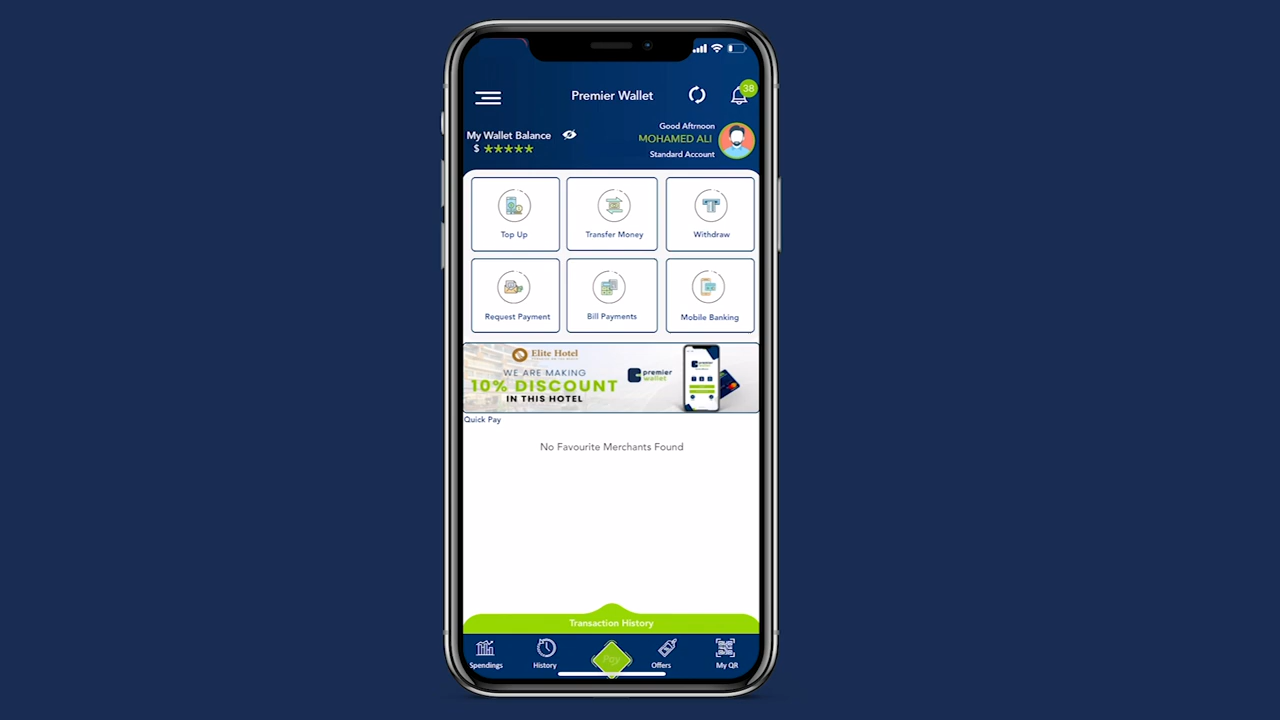 Premier Wallet
38
My Wallet Balance
$ *****
Good Aftrnoon
MOHAMED ALI
Standard Account
Top Up
Transfer Money
Withdraw
Request Payment
Bill Payments
Mobile Banking
Elite Hotel
WE ARE MAKING
10% DISCOUNT
IN THIS HOTEL
premier
wallet
Quick Pay
No Favourite Merchants Found
Transaction History
Spendings
History
Pay
Offers
My QR